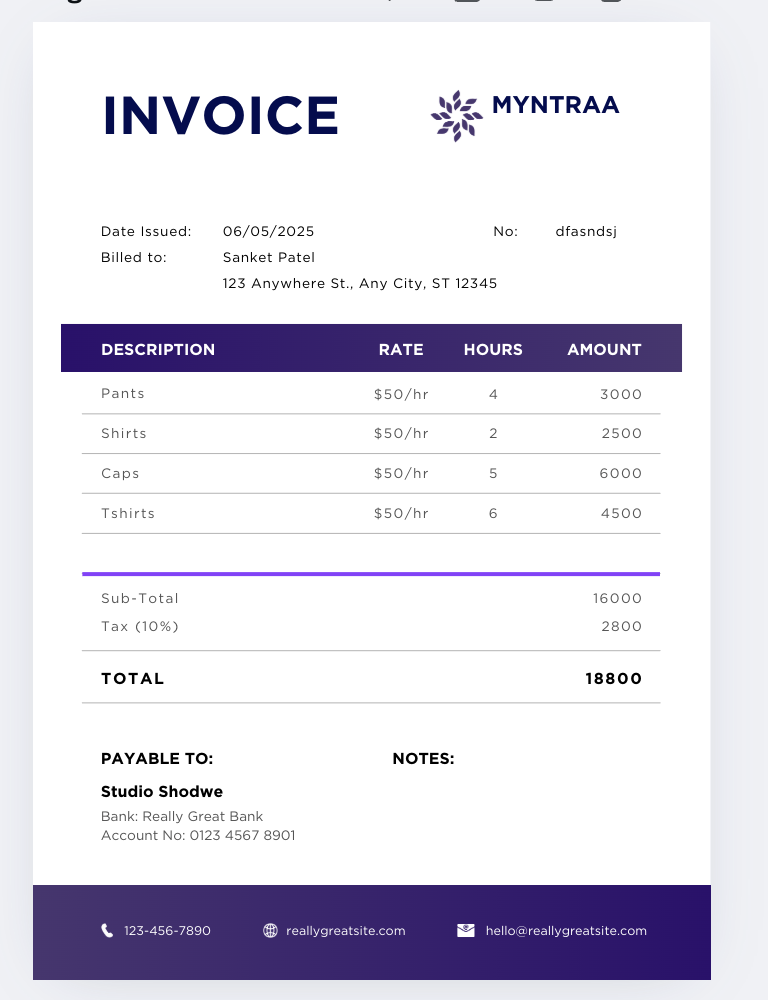 INVOICE
MYNTRAA
Date Issued: 06/05/2025 No: dfasndsj
Billed to: Sanket Patel
123 Anywhere St., Any City, ST 12345
DESCRIPTION RATE HOURS AMOUNT
Pants $50/hr 4 3000
Shirts $50/hr 2 2500
Caps $50/hr 5 6000
Tshirts $50/hr 6 4500
Sub-Total 16000
Tax (10%) 2800
TOTAL 18800
PAYABLE TO: NOTES:
Studio Shodwe
Bank: Really Great Bank
Account No: 0123 4567 8901
123-456-7890 reallygreatsite.com hello@reallygreatsite.com